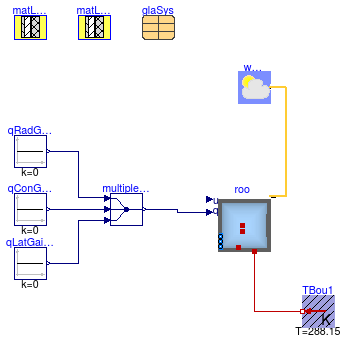 matL...
matL...
glaSys
w...
qRadG...
k=0
qConG...
multiple...
k=0
roo
u
q
qLatGai...
k=0
TBou1
K
T=288.15